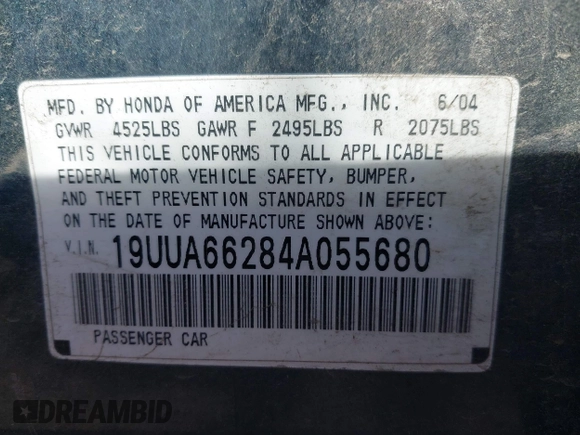 MFD. BY HONDA OF AMERICA MFG., INC. 6/04
GVWR 4525LBS GAWR F 2495LBS R 2075LBS
THIS VEHICLE CONFORMS TO ALL APPLICABLE
FEDERAL MOTOR VEHICLE SAFETY, BUMPER,
AND THEFT PREVENTION STANDARDS IN EFFECT
ON THE DATE OF MANUFACTURE SHOWN ABOVE:
V.I.N. 19UUA66284A055680
PASSENGER CAR
DREAMBID